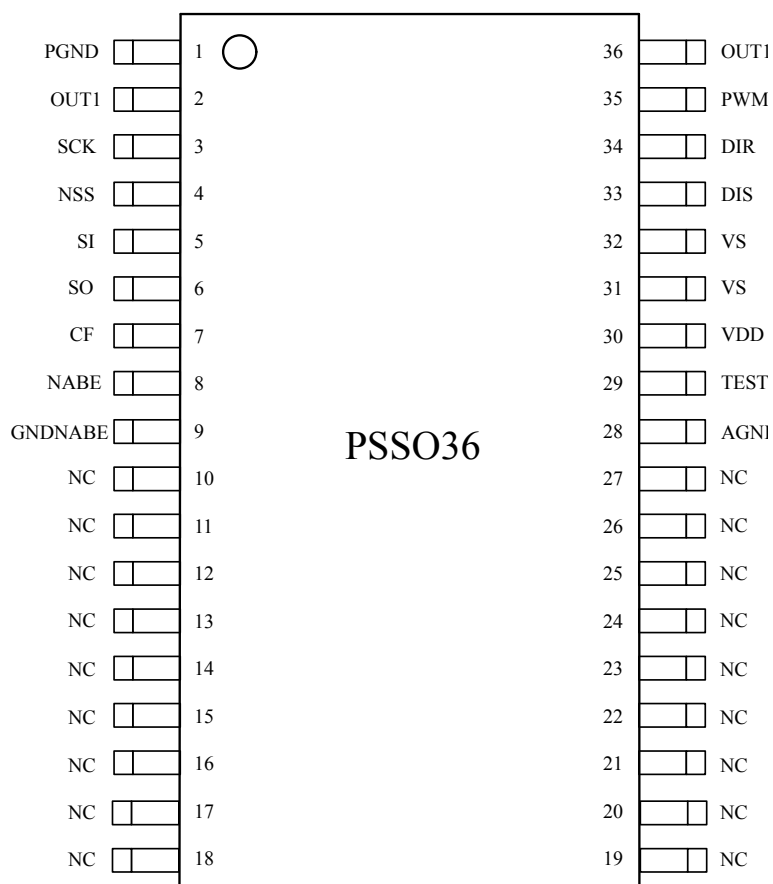 PGND 1 36 OUT1
OUT1 2 35 PWM
SCK 3 34 DIR
NSS 4 33 DIS
SI 5 32 VS
SO 6 31 VS
CF 7 30 VDD
NABE 8 29 TEST
GNDNABE 9 28
PSSO36
NC 10 27 NC
NC 11 26 NC
NC 12 25 NC
NC 13 24 NC
NC 14 23 NC
NC 15 22 NC
NC 16 21 NC
NC 17 20 NC
NC 18 19 NC